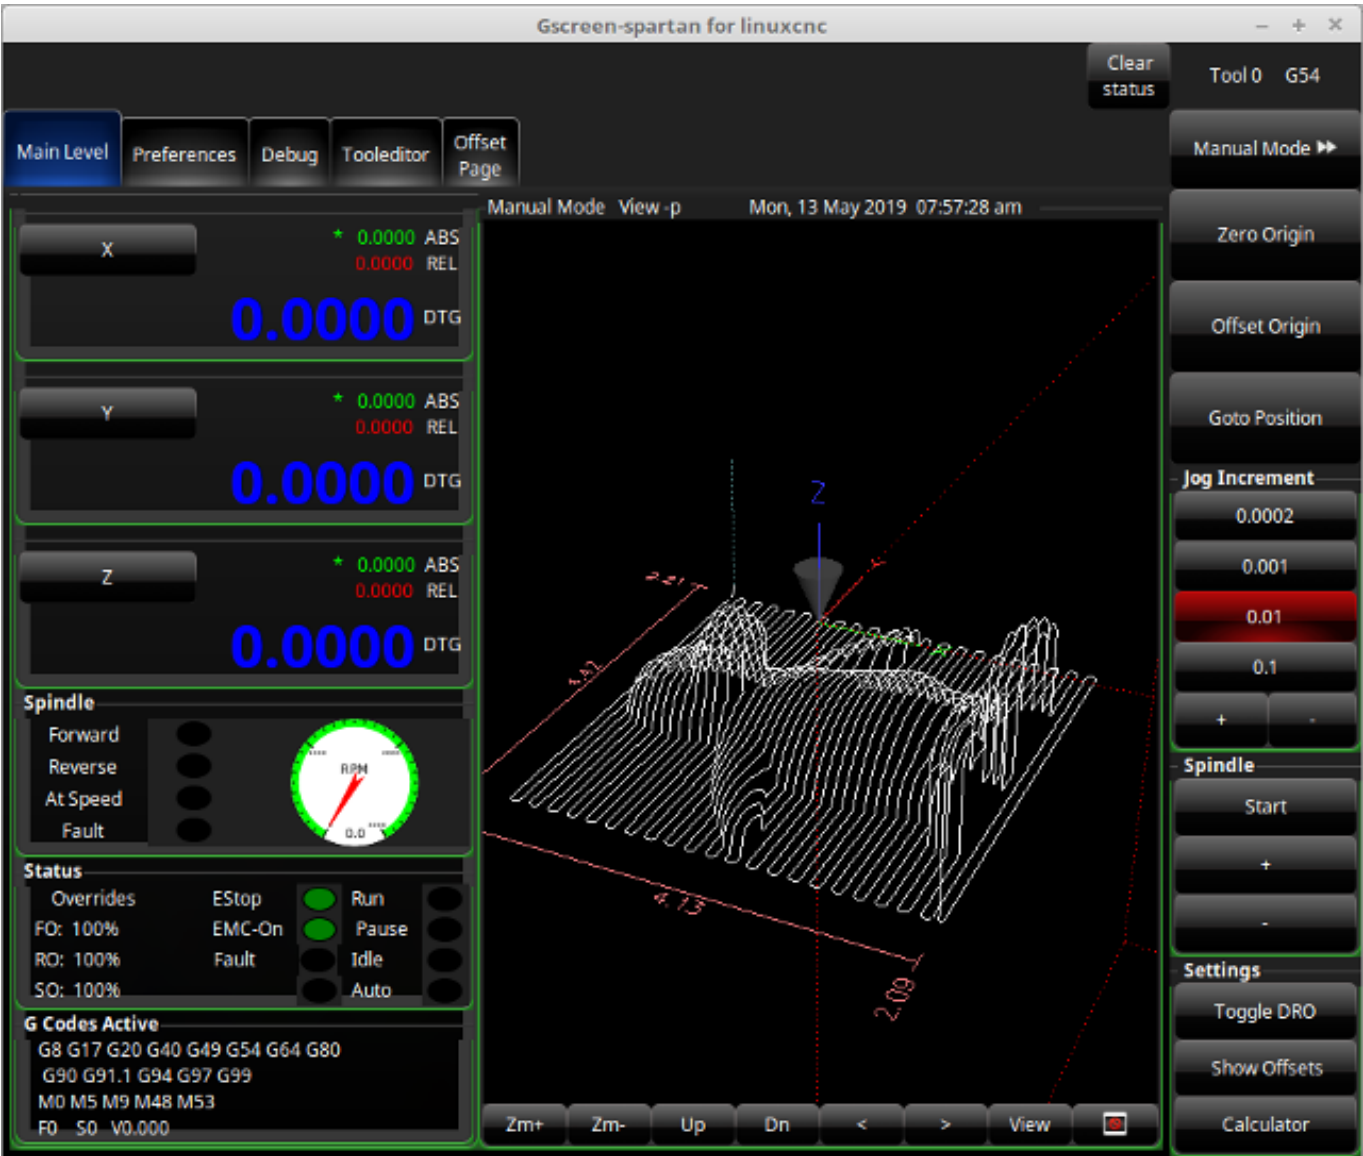 Gscreen-spartan for linuxcnc
Clear
status
Tool 0 G54
Main Level
Preferences
Debug
Tooleditor
Offset
Page
Manual Mode
Manual Mode View -p Mon, 13 May 2019 07:57:28 am
X
* 0.0000 ABS
0.0000 REL
0.0000 DTG
Y
* 0.0000 ABS
0.0000 REL
0.0000 DTG
Z
* 0.0000 ABS
0.0000 REL
0.0000 DTG
Spindle
Forward
Reverse
At Speed
Fault
RPM
0.0
Status
Overrides EStop Run
FO: 100% EMC-On Pause
RO: 100% Fault Idle
SO: 100% Auto
G Codes Active
G8 G17 G20 G40 G49 G54 G64 G80
G90 G91.1 G94 G97 G99
M0 M5 M9 M48 M53
F0 S0 V0.000
Z
4.13
2.09
Zm+ Zm- Up Dn < > View
Zero Origin
Offset Origin
Goto Position
Jog Increment
0.0002
0.001
0.01
0.1
+ -
Spindle
Start
+
-
Settings
Toggle DRO
Show Offsets
Calculator